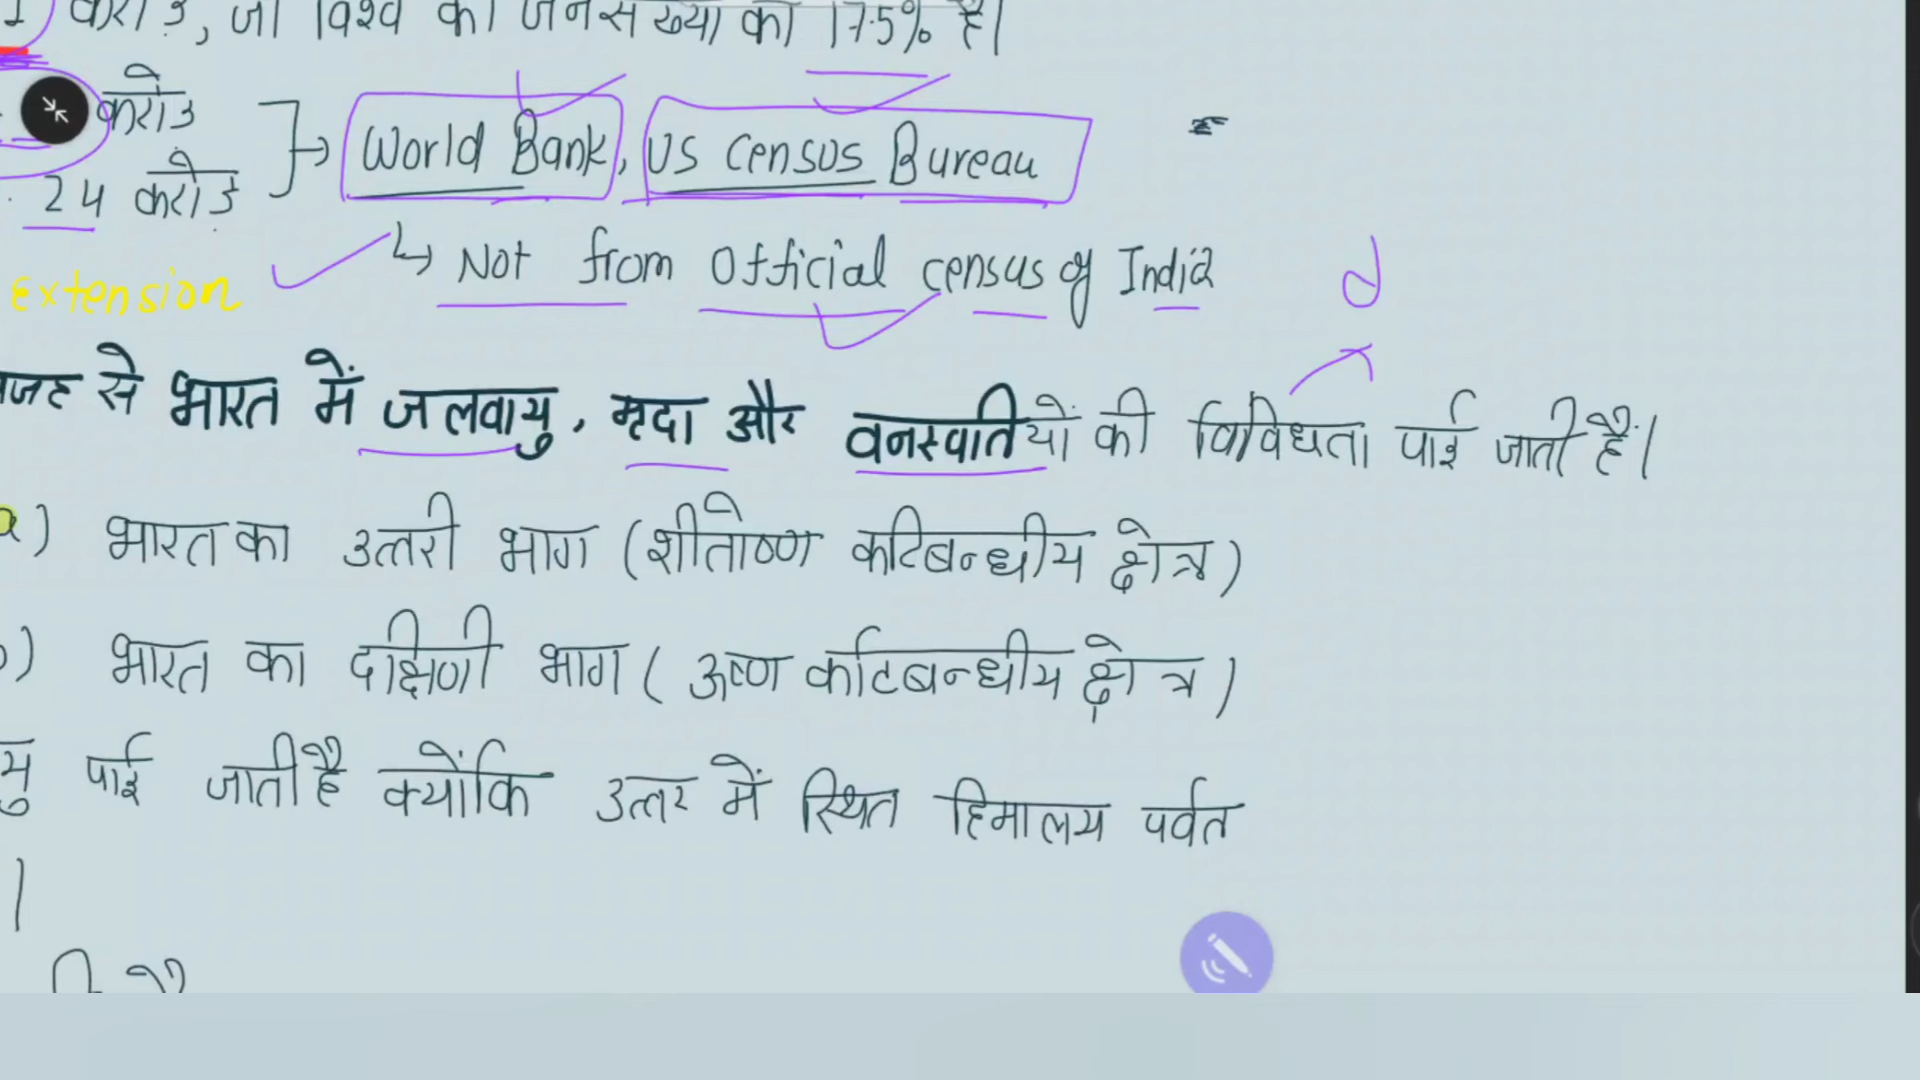 करोड़, जो विश्व की जनसंख्या का 17.5% है।
करोड़
World Bank, US Census Bureau
24 करोड़
↳ Not from Official census of India
Extension
से भारत में जलवायु, मृदा और वनस्पतियों की विविधता पाई जाती है।
a) भारत का उत्तरी भाग (शीतोष्ण कटिबन्धीय क्षेत्र)
) भारत का दक्षिणी भाग (उष्ण कटिबन्धीय क्षेत्र)
पाई जाती है क्योंकि उत्तर में स्थित हिमालय पर्वत